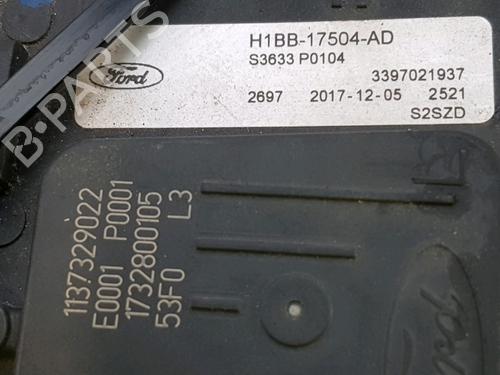 Ford
H1BB-17504-AD
S3633 P0104
3397021937
2697 2017-12-05 2521
S2SZD
1137329022
E0001 P0001
1732800105
53F0 L3
Ford
B-PARTS